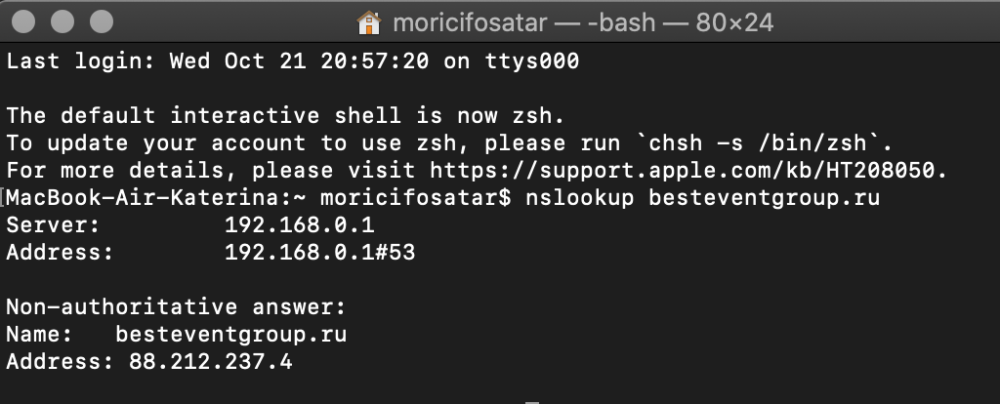 moricifosatar — -bash — 80×24
Last login: Wed Oct 21 20:57:20 on ttys000
The default interactive shell is now zsh.
To update your account to use zsh, please run `chsh -s /bin/zsh`.
For more details, please visit https://support.apple.com/kb/HT208050.
[MacBook-Air-Katerina:~ moricifosatar$ nslookup besteventgroup.ru
Server:		192.168.0.1
Address:	192.168.0.1#53
Non-authoritative answer:
Name:	besteventgroup.ru
Address: 88.212.237.4